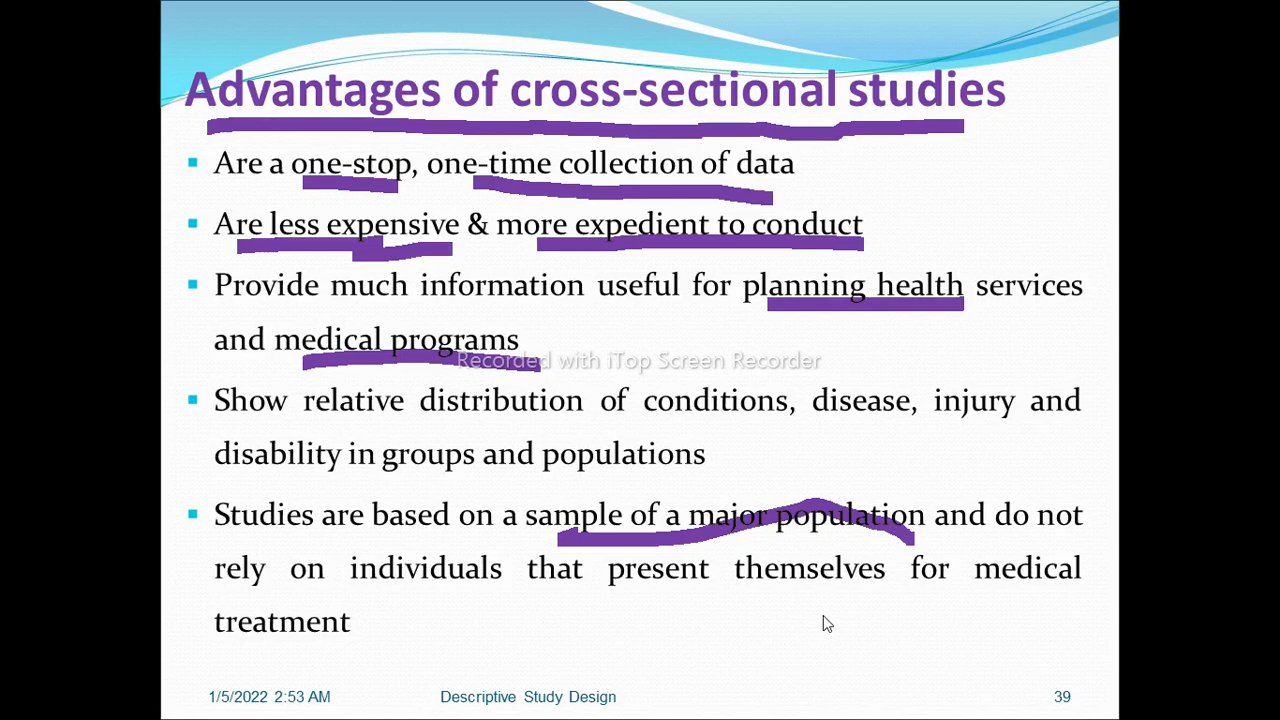 Advantages of cross-sectional studies
▪ Are a one-stop, one-time collection of data
▪ Are less expensive & more expedient to conduct
▪ Provide much information useful for planning health services
and medical programs
Recorded with iTop Screen Recorder
▪ Show relative distribution of conditions, disease, injury and
disability in groups and populations
▪ Studies are based on a sample of a major population and do not
rely on individuals that present themselves for medical
treatment
1/5/2022 2:53 AM Descriptive Study Design 39